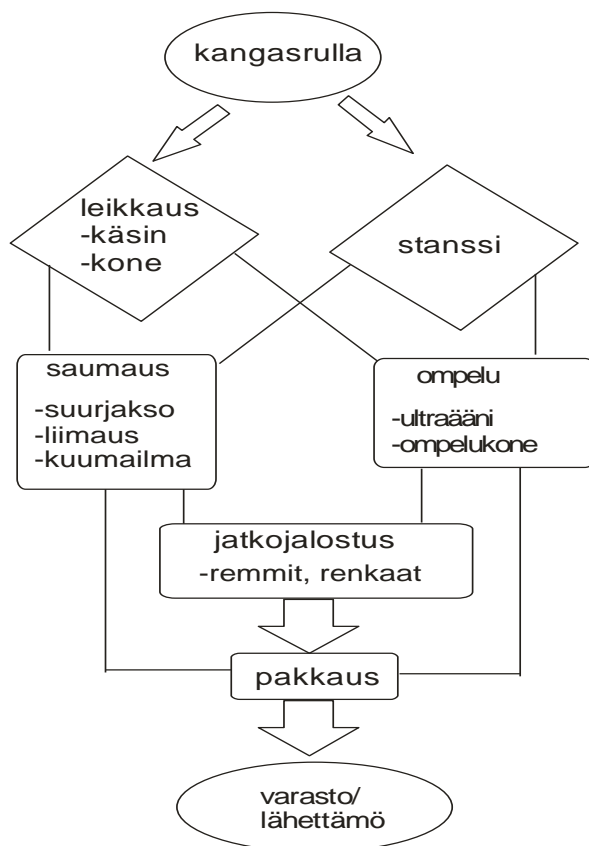 kangasrulla
leikkaus
-käsin
-kone
stanssi
saumaus
-suurjakso
-liimaus
-kuumailma
ompelu
-ultraääni
-ompelukone
jatkojalostus
-remmit, renkaat
pakkaus
varasto/
lähettämö